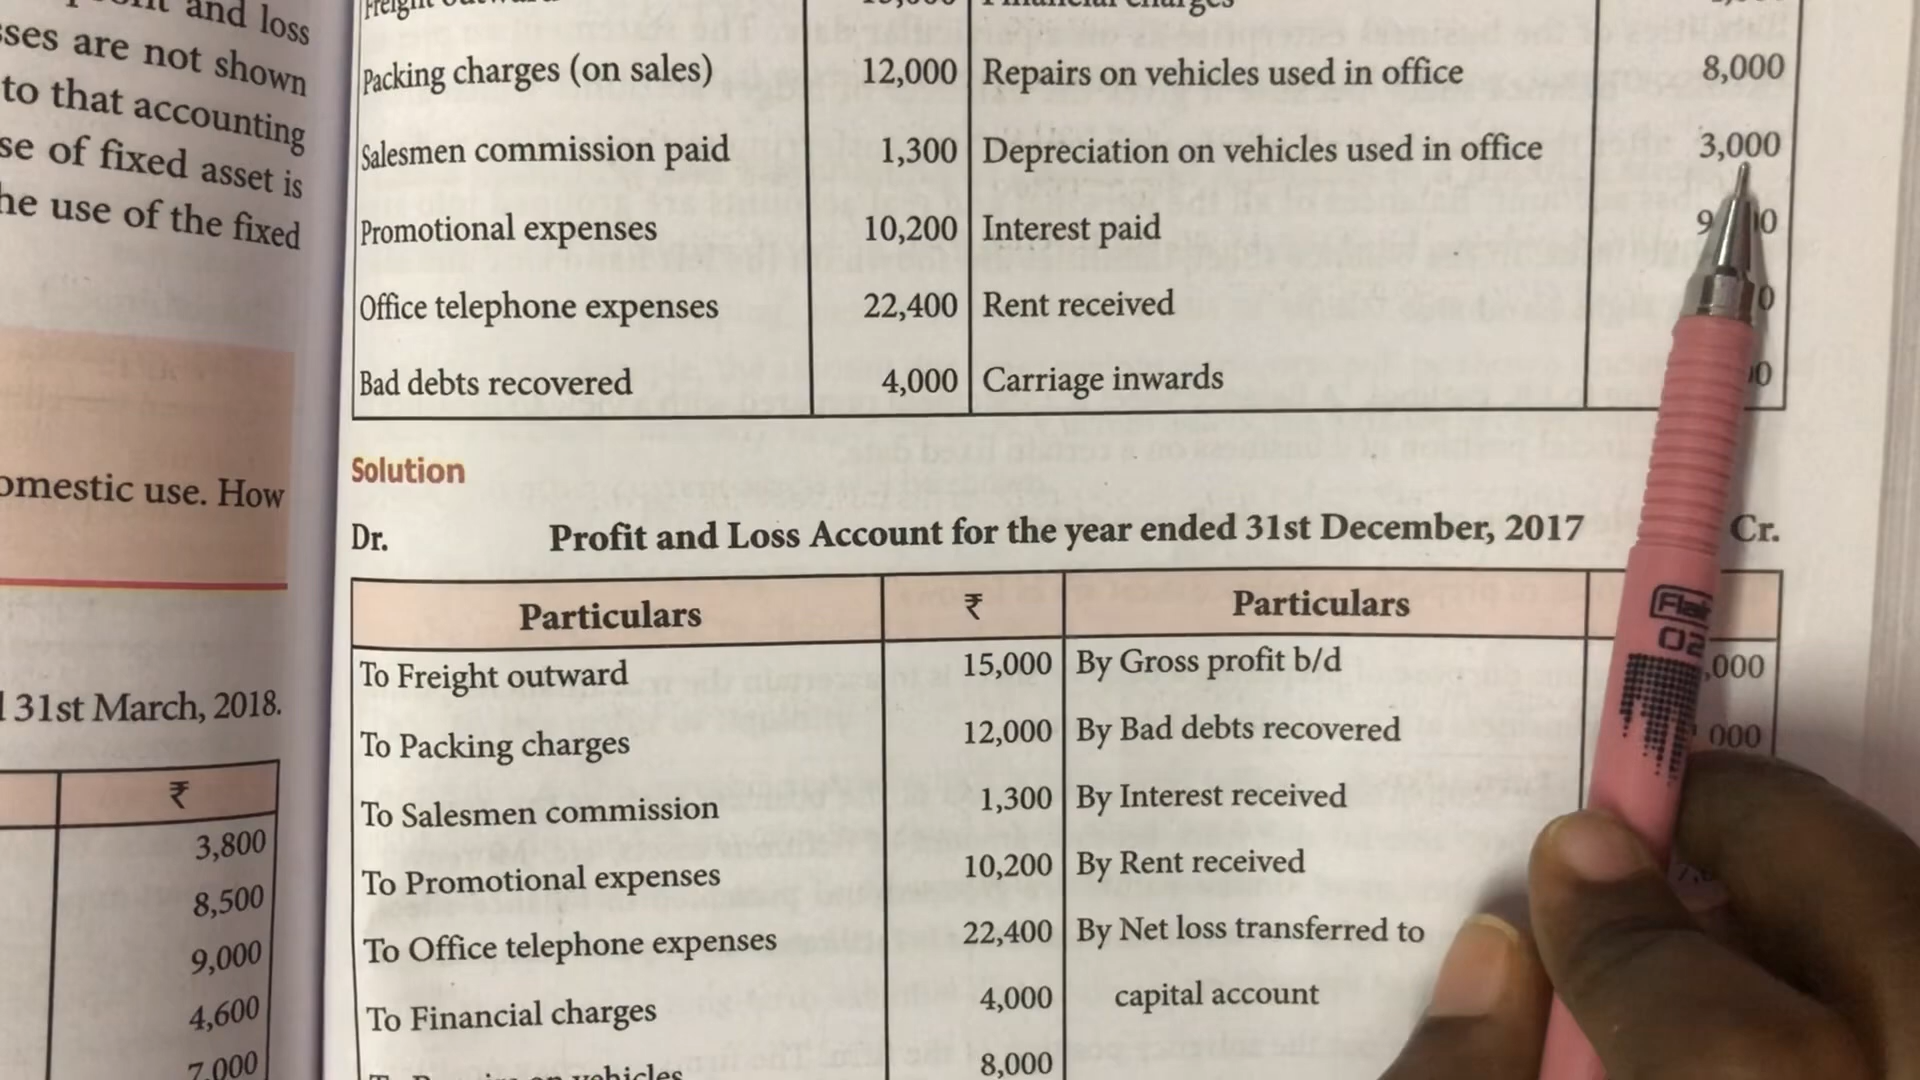 and loss
are not shown
to that accounting
of fixed asset is
use of the fixed
use. How
31st March, 2018.
₹
3,800
8,500
9,000
4,600
7,000
Packing charges (on sales) 12,000 Repairs on vehicles used in office 8,000
Salesmen commission paid 1,300 Depreciation on vehicles used in office 3,000
Promotional expenses 10,200 Interest paid
Office telephone expenses 22,400 Rent received
Bad debts recovered 4,000 Carriage inwards
Solution
Dr. Profit and Loss Account for the year ended 31st December, 2017 Cr.
Particulars ₹ Particulars
To Freight outward 15,000 By Gross profit b/d
To Packing charges 12,000 By Bad debts recovered
To Salesmen commission 1,300 By Interest received
To Promotional expenses 10,200 By Rent received
To Office telephone expenses 22,400 By Net loss transferred to
To Financial charges 4,000 capital account
vehicles 8,000
Flair
02